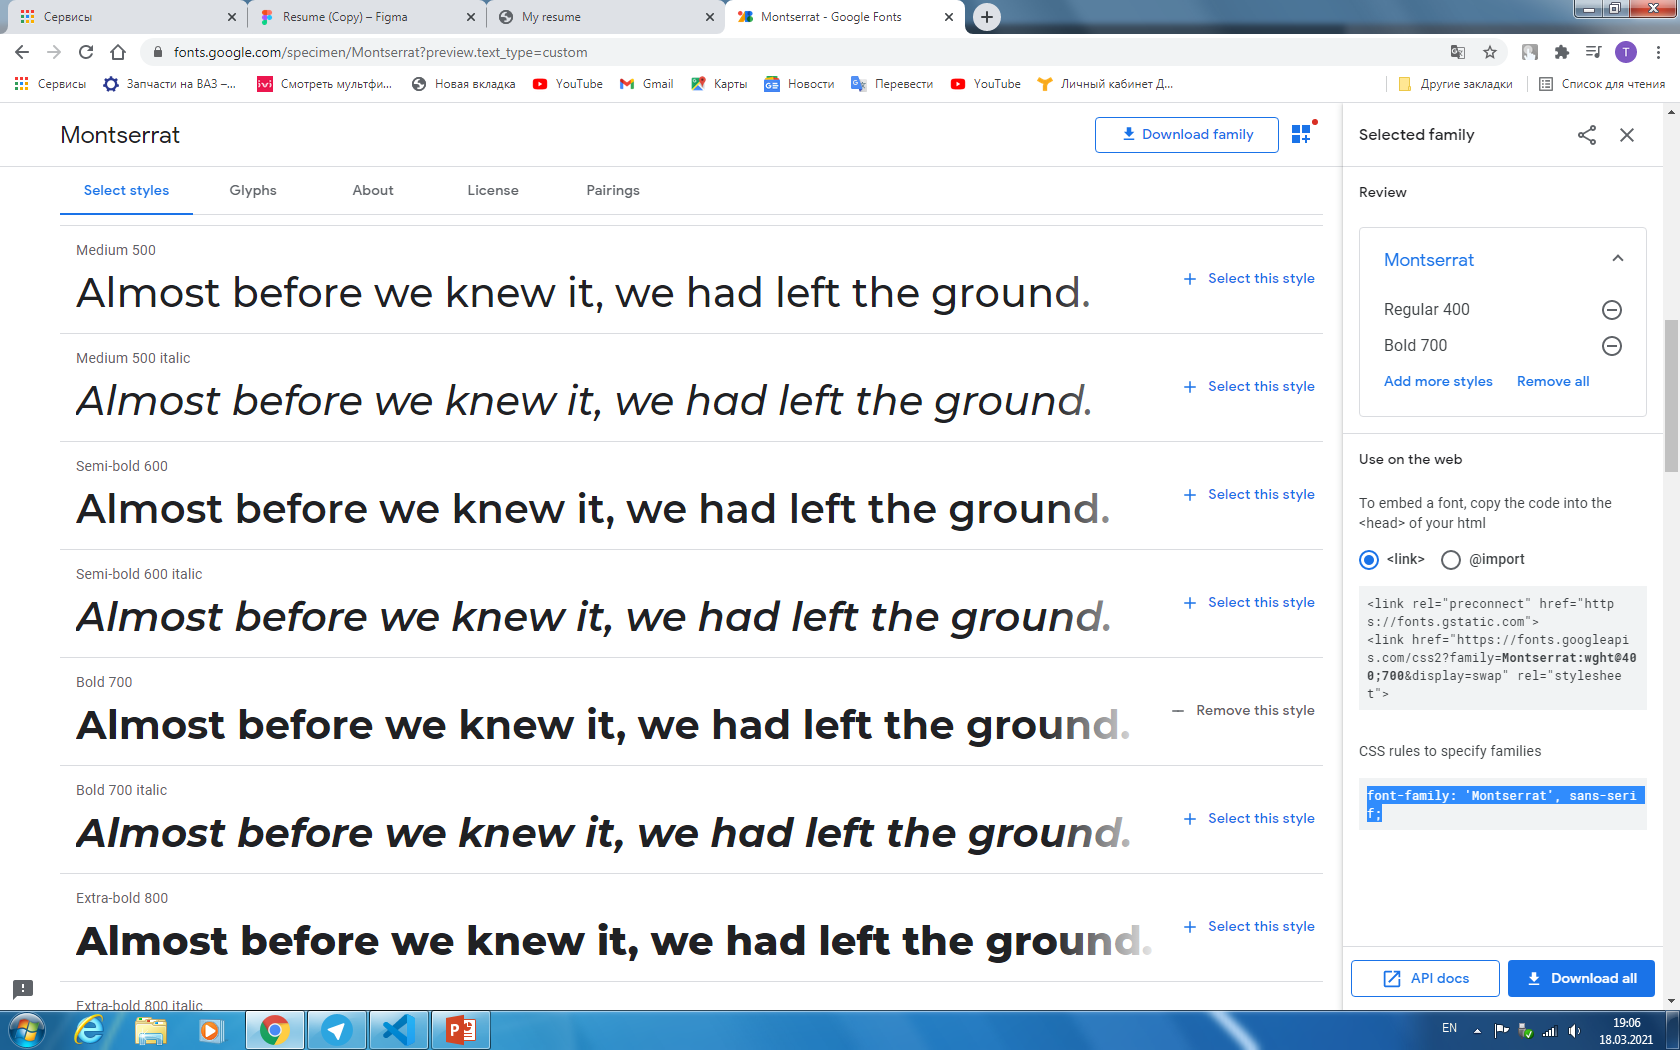 Сервисы
Resume (Copy) – Figma
My resume
Montserrat - Google Fonts
fonts.google.com/specimen/Montserrat?preview.text_type=custom
T
Сервисы
Запчасти на ВАЗ –...
ivi
Смотреть мультфи...
Новая вкладка
YouTube
Gmail
Карты
Новости
Перевести
YouTube
Личный кабинет Д...
Другие закладки
Список для чтения
Montserrat
Download family
Select styles
Glyphs
About
License
Pairings
Medium 500
Almost before we knew it, we had left the ground.
Select this style
Medium 500 italic
Almost before we knew it, we had left the ground.
Select this style
Semi-bold 600
Almost before we knew it, we had left the ground.
Select this style
Semi-bold 600 italic
Almost before we knew it, we had left the ground.
Select this style
Bold 700
Almost before we knew it, we had left the ground.
Remove this style
Bold 700 italic
Almost before we knew it, we had left the ground.
Select this style
Extra-bold 800
Almost before we knew it, we had left the ground.
Select this style
Extra-bold 800 italic
Selected family
Review
Montserrat
Regular 400
Bold 700
Add more styles
Remove all
Use on the web
To embed a font, copy the code into the
<head> of your html
<link>
@import
<link rel="preconnect" href="http
s://fonts.gstatic.com">
<link href="https://fonts.googleapi
s.com/css2?family=Montserrat:wght@40
0;700&display=swap" rel="styleshee
t">
CSS rules to specify families
font-family: 'Montserrat', sans-seri
f;
API docs
Download all
EN
19:06
18.03.2021